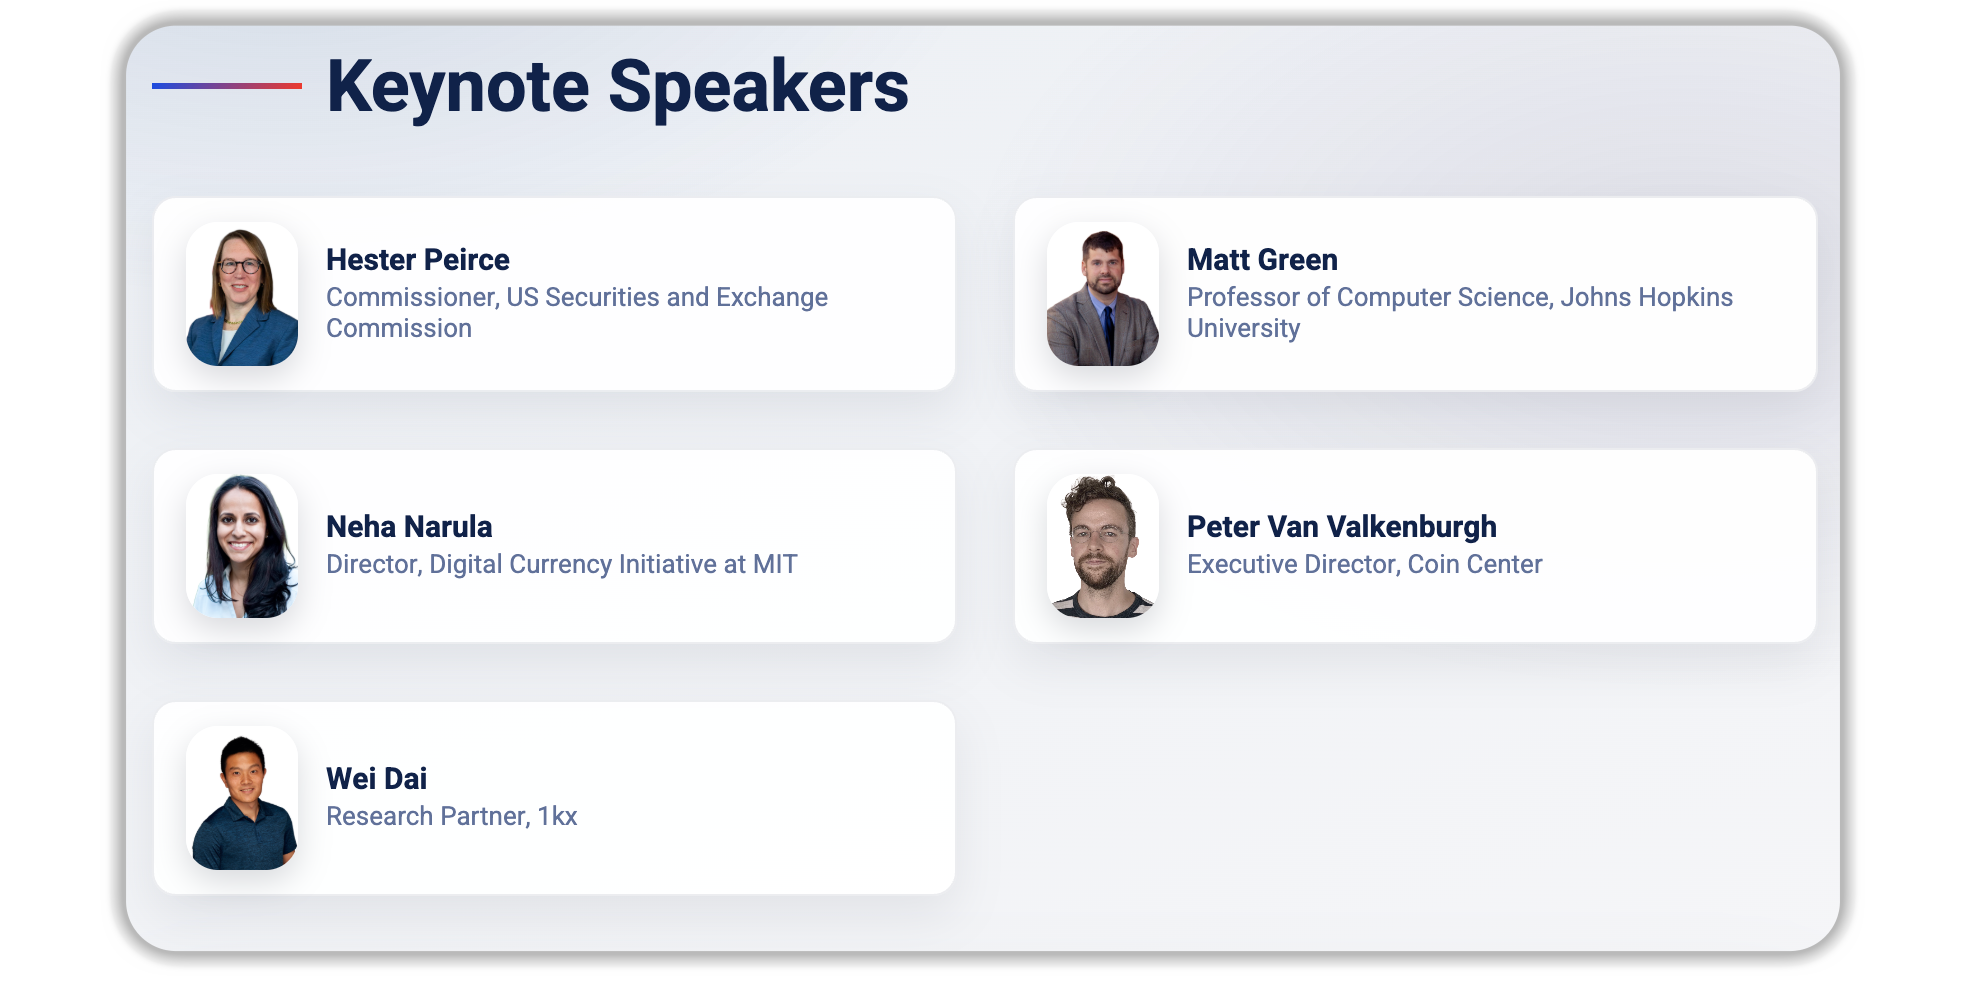 Keynote Speakers
Hester Peirce
Commissioner, US Securities and Exchange
Commission
Matt Green
Professor of Computer Science, Johns Hopkins
University
Neha Narula
Director, Digital Currency Initiative at MIT
Peter Van Valkenburgh
Executive Director, Coin Center
Wei Dai
Research Partner, 1kx